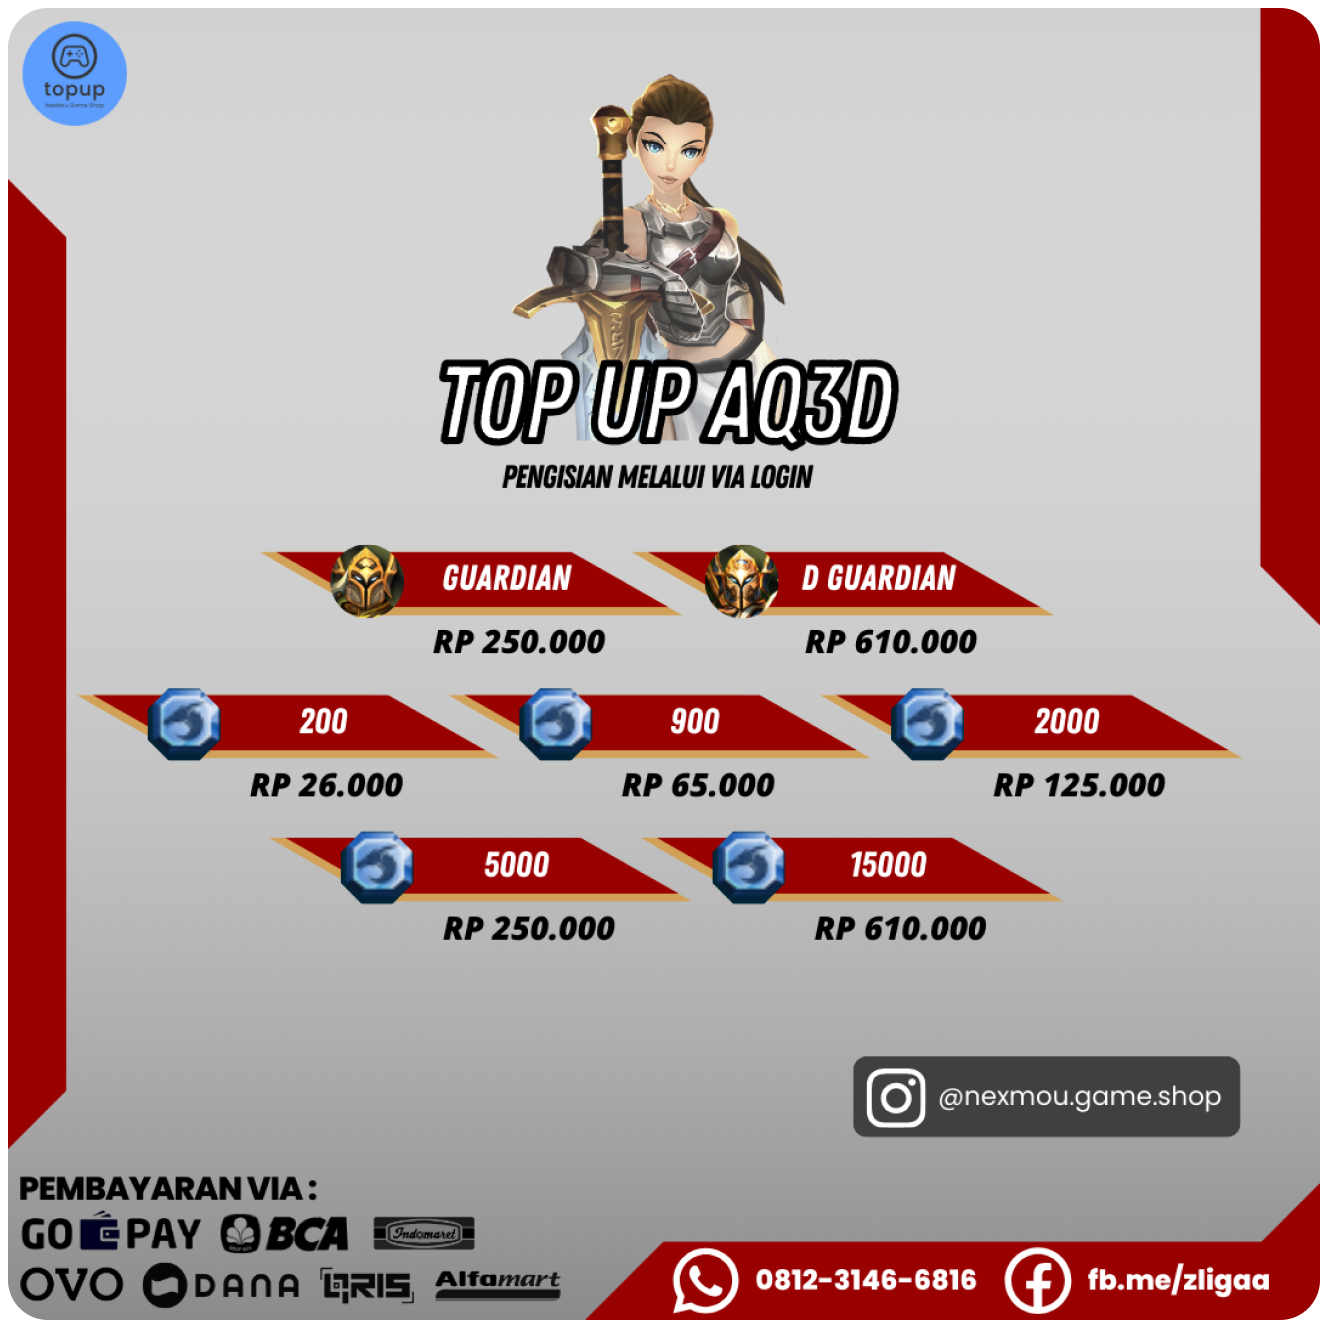 topup
NexMou Game Shop
TOP UP AQ3D
PENGISIAN MELALUI VIA LOGIN
GUARDIAN
RP 250.000
D GUARDIAN
RP 610.000
200
RP 26.000
900
RP 65.000
2000
RP 125.000
5000
RP 250.000
15000
RP 610.000
@nexmou.game.shop
PEMBAYARAN VIA :
GO PAY BCA Indomaret
OVO DANA QRIS Alfamart
0812-3146-6816
fb.me/zligaa